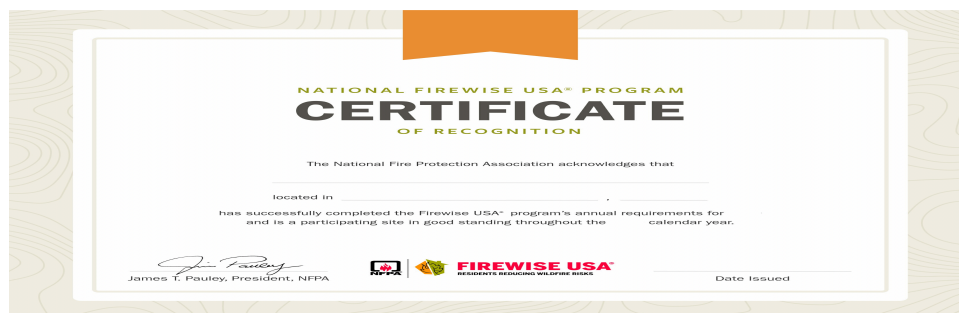 NATIONAL FIREWISE USA® PROGRAM
CERTIFICATE
OF RECOGNITION
The National Fire Protection Association acknowledges that
located in ,
has successfully completed the Firewise USA® program's annual requirements for
and is a participating site in good standing throughout the calendar year.
Jim Pauley
James T. Pauley, President, NFPA
NFPA
FIREWISE USA®
RESIDENTS REDUCING WILDFIRE RISKS
Date Issued